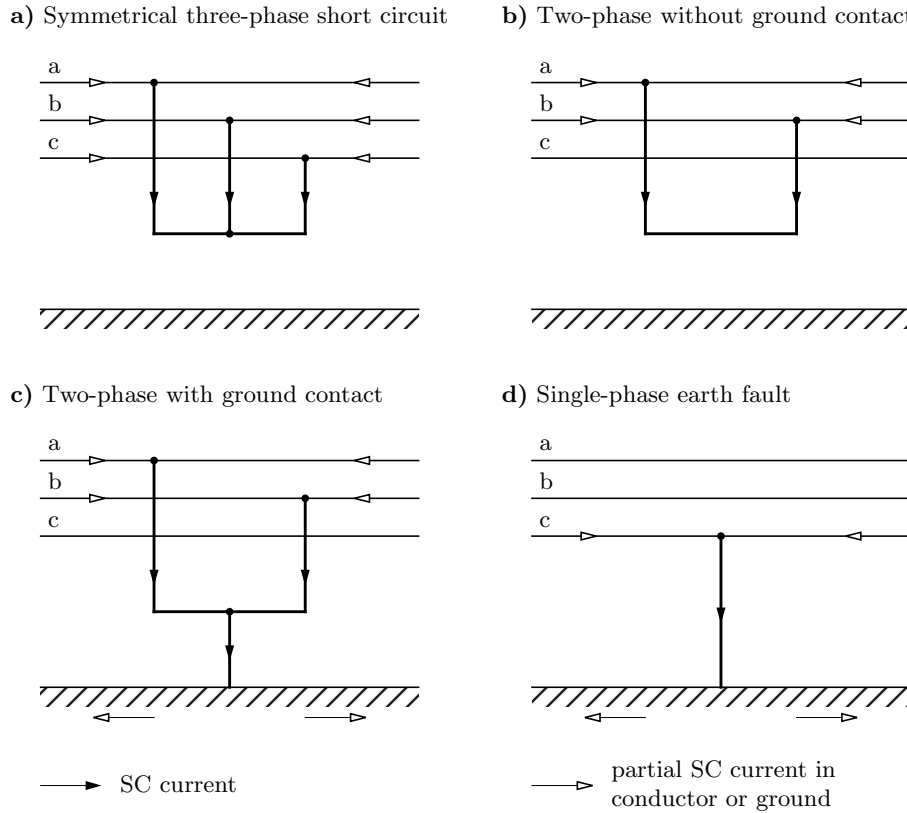 a) Symmetrical three-phase short circuit
a
b
c
b) Two-phase without ground contact
a
b
c
c) Two-phase with ground contact
a
b
c
d) Single-phase earth fault
a
b
c
SC current
partial SC current in
conductor or ground